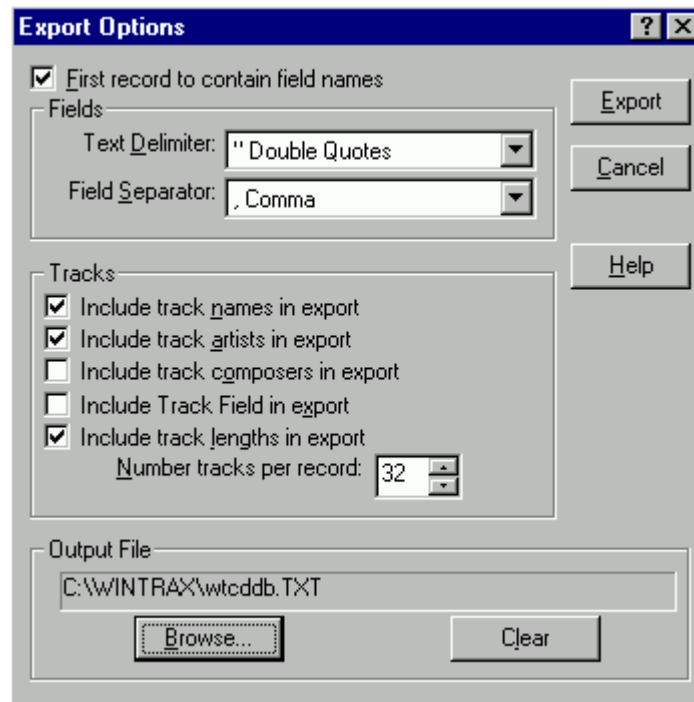 Export Options
First record to contain field names
Fields
Text Delimiter: " Double Quotes
Field Separator: , Comma
Export
Cancel
Help
Tracks
Include track names in export
Include track artists in export
Include track composers in export
Include Track Field in export
Include track lengths in export
Number tracks per record: 32
Output File
C:\WINTRAX\wtcddb.TXT
Browse... Clear